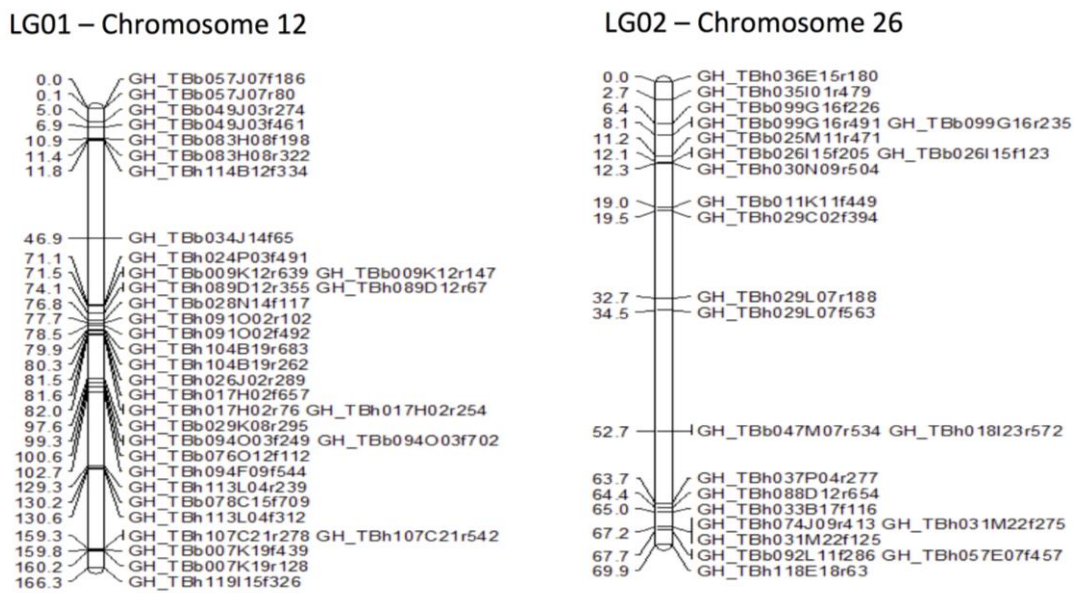 LG01 – Chromosome 12
0.0 GH_TBb057J07f186
0.1 GH_TBb057J07r80
5.0 GH_TBb049J03r274
6.9 GH_TBb049J03f461
10.9 GH_TBb083H08f198
11.4 GH_TBb083H08r322
11.8 GH_TBh114B12f334
46.9 GH_TBb034J14f65
71.1 GH_TBh024P03f491
71.5 GH_TBb009K12r639 GH_TBb009K12r147
74.1 GH_TBh089D12r355 GH_TBh089D12r67
76.8 GH_TBb028N14f117
77.7 GH_TBh091O02r102
78.5 GH_TBh091O02f492
79.9 GH_TBh104B19r683
80.3 GH_TBh104B19r262
81.5 GH_TBh026J02r289
81.6 GH_TBh017H02f657
82.0 GH_TBh017H02r76 GH_TBh017H02r254
97.6 GH_TBb029K08r295
99.3 GH_TBb094O03f249 GH_TBb094O03f702
100.6 GH_TBb076O12f112
102.7 GH_TBh094F09f544
129.3 GH_TBh113L04r239
130.2 GH_TBb078C15f709
130.6 GH_TBh113L04f312
159.3 GH_TBh107C21r278 GH_TBh107C21r542
159.8 GH_TBb007K19f439
160.2 GH_TBb007K19r128
166.3 GH_TBh119I15f326
LG02 – Chromosome 26
0.0 GH_TBh036E15r180
2.7 GH_TBh035I01r479
6.4 GH_TBb099G16f226
8.1 GH_TBb099G16r491 GH_TBb099G16r235
11.2 GH_TBb025M11r471
12.1 GH_TBb026I15f205 GH_TBb026I15f123
12.3 GH_TBh030N09r504
19.0 GH_TBb011K11f449
19.5 GH_TBh029C02f394
32.7 GH_TBh029L07r188
34.5 GH_TBh029L07f563
52.7 GH_TBb047M07r534 GH_TBh018I23r572
63.7 GH_TBh037P04r277
64.4 GH_TBh088D12r654
65.0 GH_TBh033B17f116
67.2 GH_TBh074J09r413 GH_TBh031M22f275
GH_TBh031M22f125
67.7 GH_TBb092L11f286 GH_TBh057E07f457
69.9 GH_TBh118E18r63